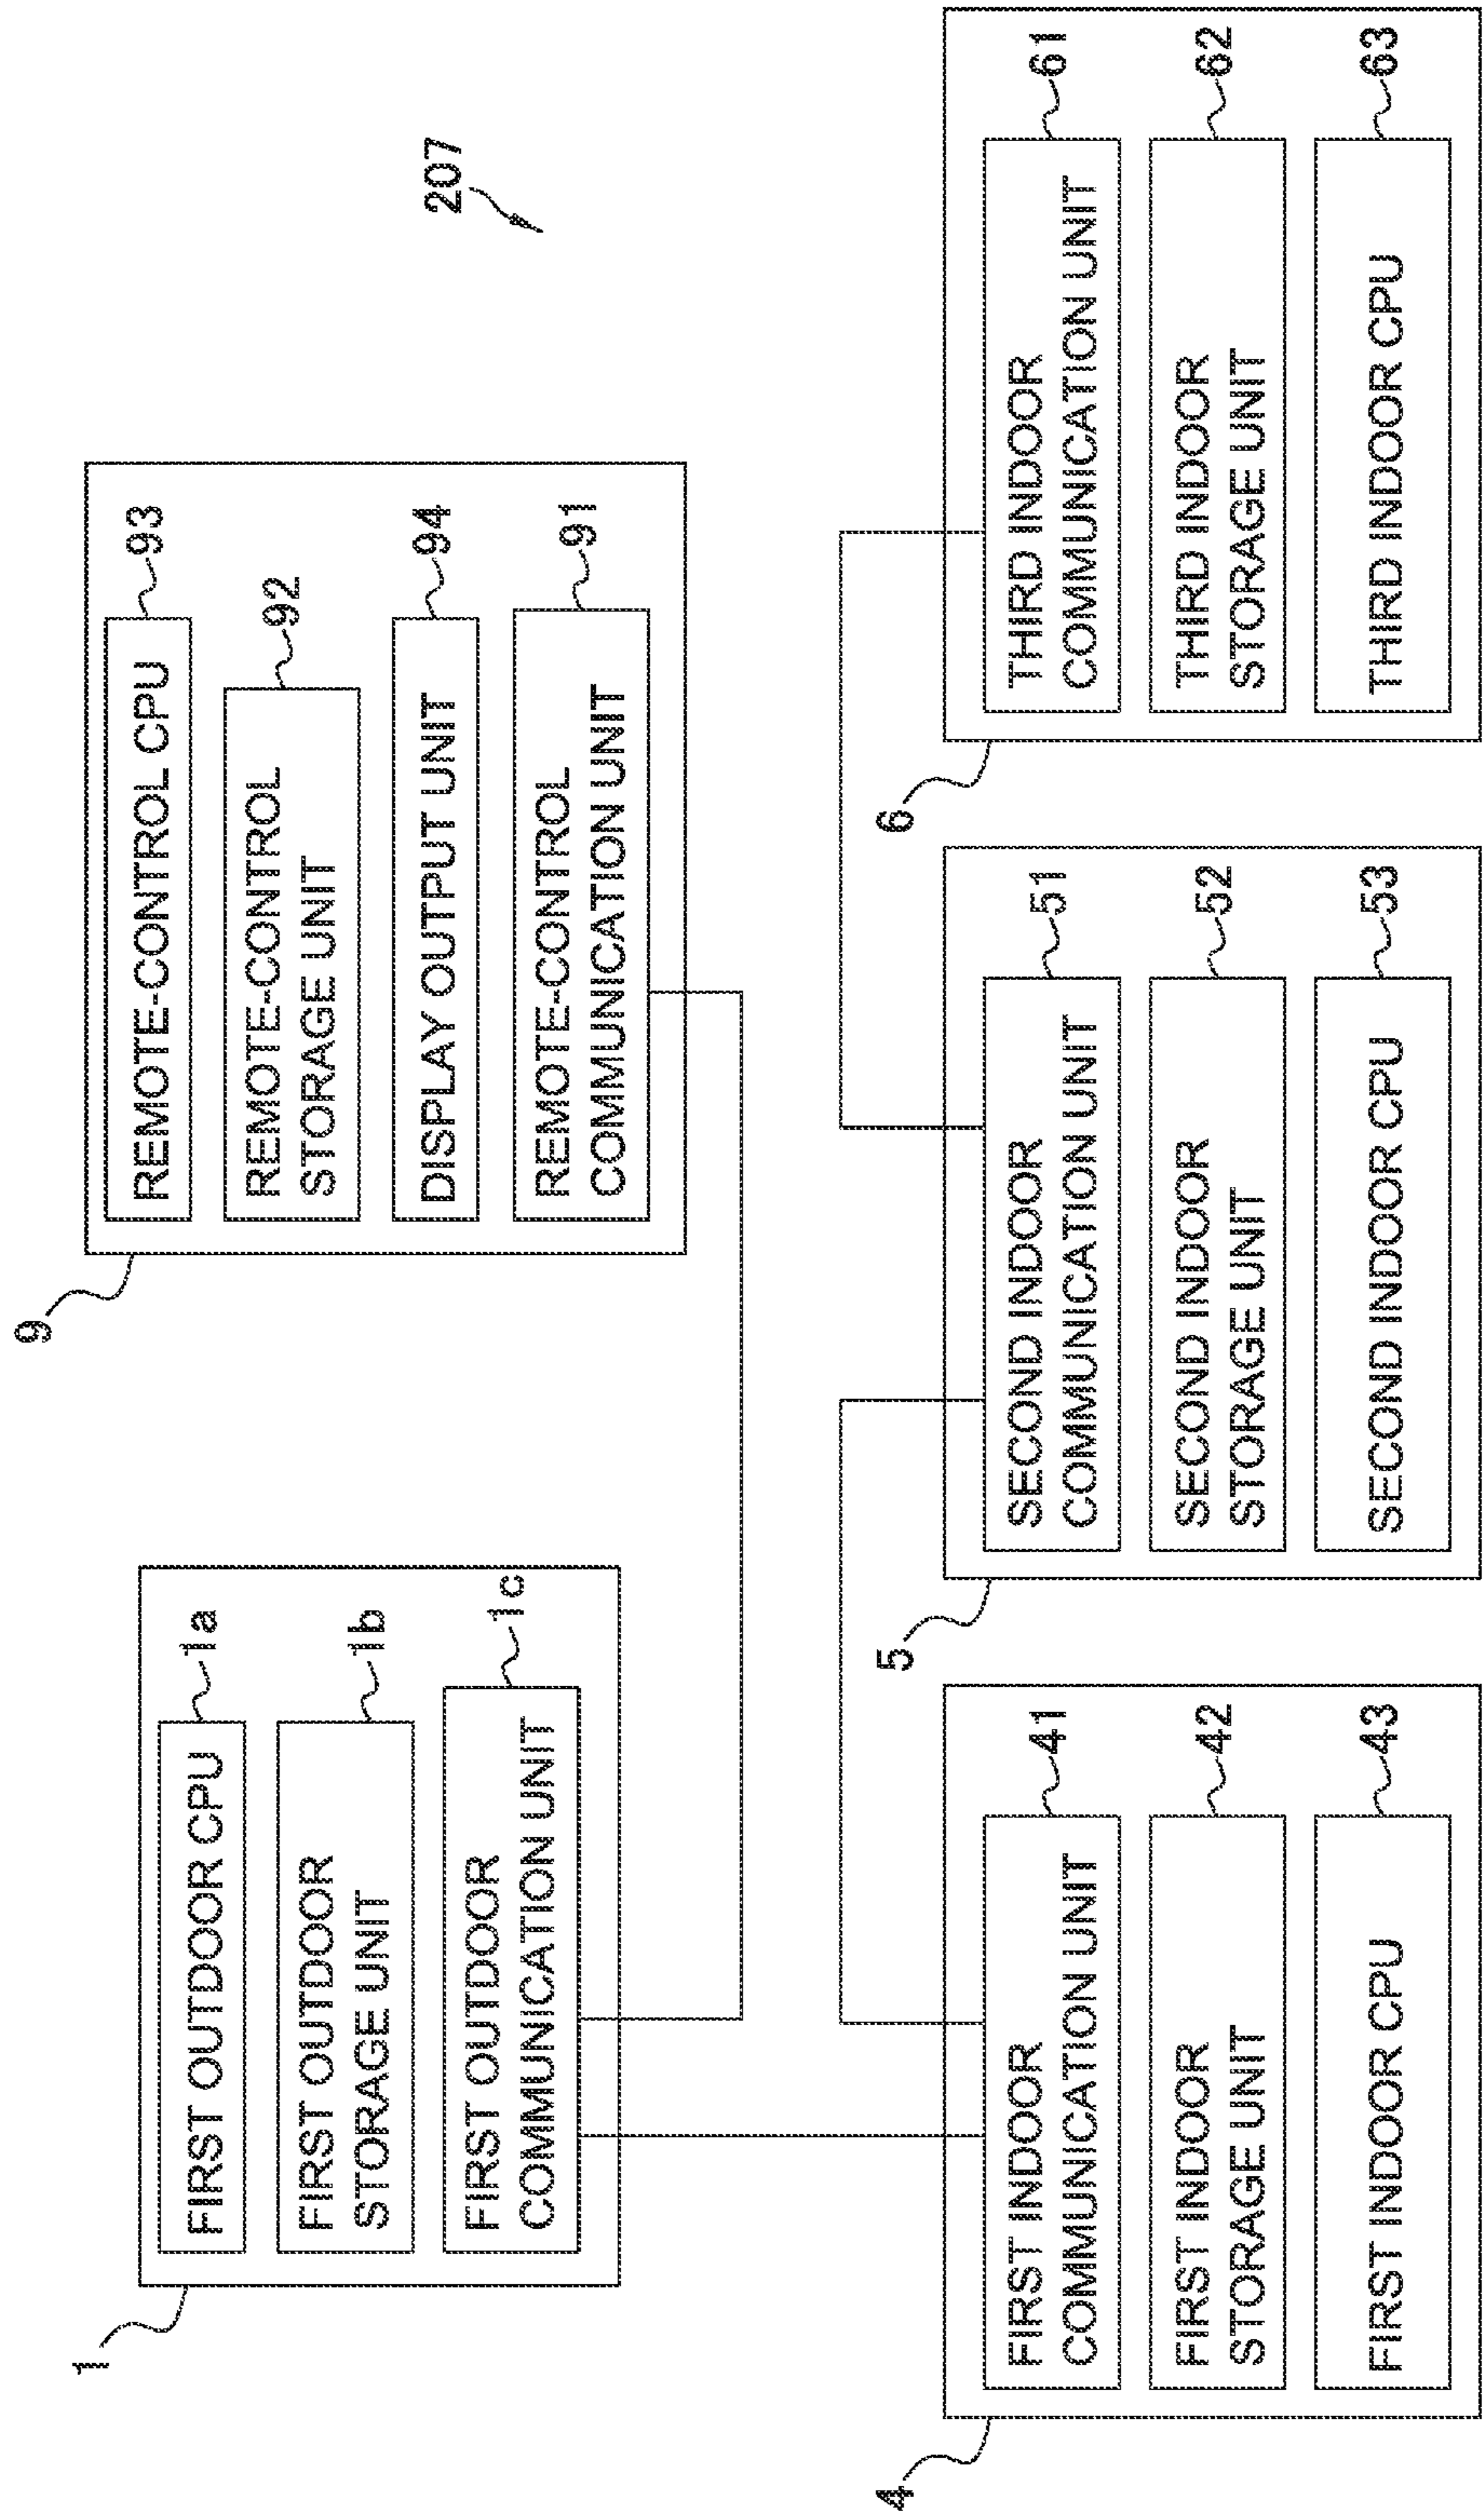 207
1
FIRST OUTDOOR CPU
1a
FIRST OUTDOOR
STORAGE UNIT
1b
FIRST OUTDOOR
COMMUNICATION UNIT
1c
9
REMOTE-CONTROL CPU
93
REMOTE-CONTROL
STORAGE UNIT
92
DISPLAY OUTPUT UNIT
94
REMOTE-CONTROL
COMMUNICATION UNIT
91
4
FIRST INDOOR
COMMUNICATION UNIT
41
FIRST INDOOR
STORAGE UNIT
42
FIRST INDOOR CPU
43
5
SECOND INDOOR
COMMUNICATION UNIT
51
SECOND INDOOR
STORAGE UNIT
52
SECOND INDOOR CPU
53
6
THIRD INDOOR
COMMUNICATION UNIT
61
THIRD INDOOR
STORAGE UNIT
62
THIRD INDOOR CPU
63